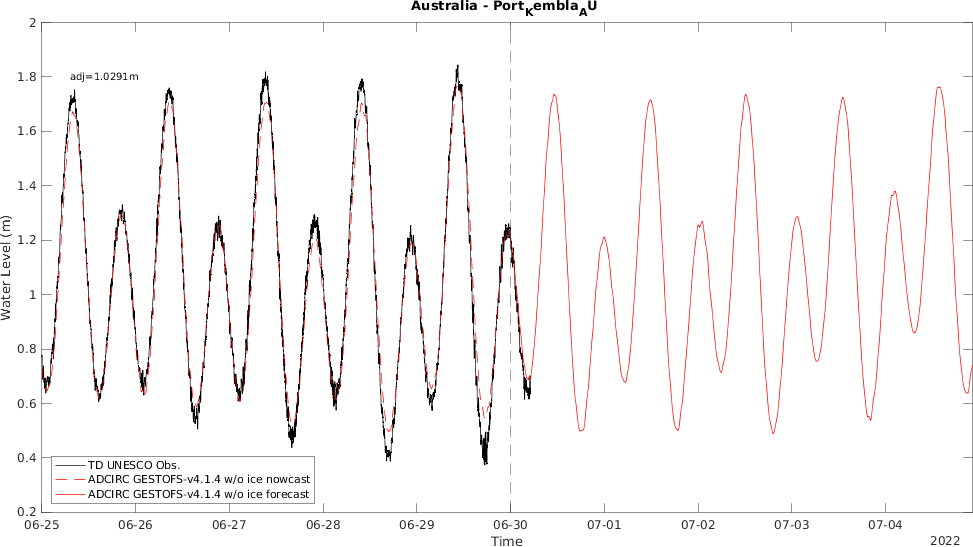 Australia - PortKemblaAU
2
1.8
1.6
1.4
1.2
1
0.8
0.6
0.4
0.2
Water Level (m)
adj=1.0291m
TD UNESCO Obs.
ADCIRC GESTOFS-v4.1.4 w/o ice nowcast
ADCIRC GESTOFS-v4.1.4 w/o ice forecast
06-25 06-26 06-27 06-28 06-29 06-30 07-01 07-02 07-03 07-04
Time
2022